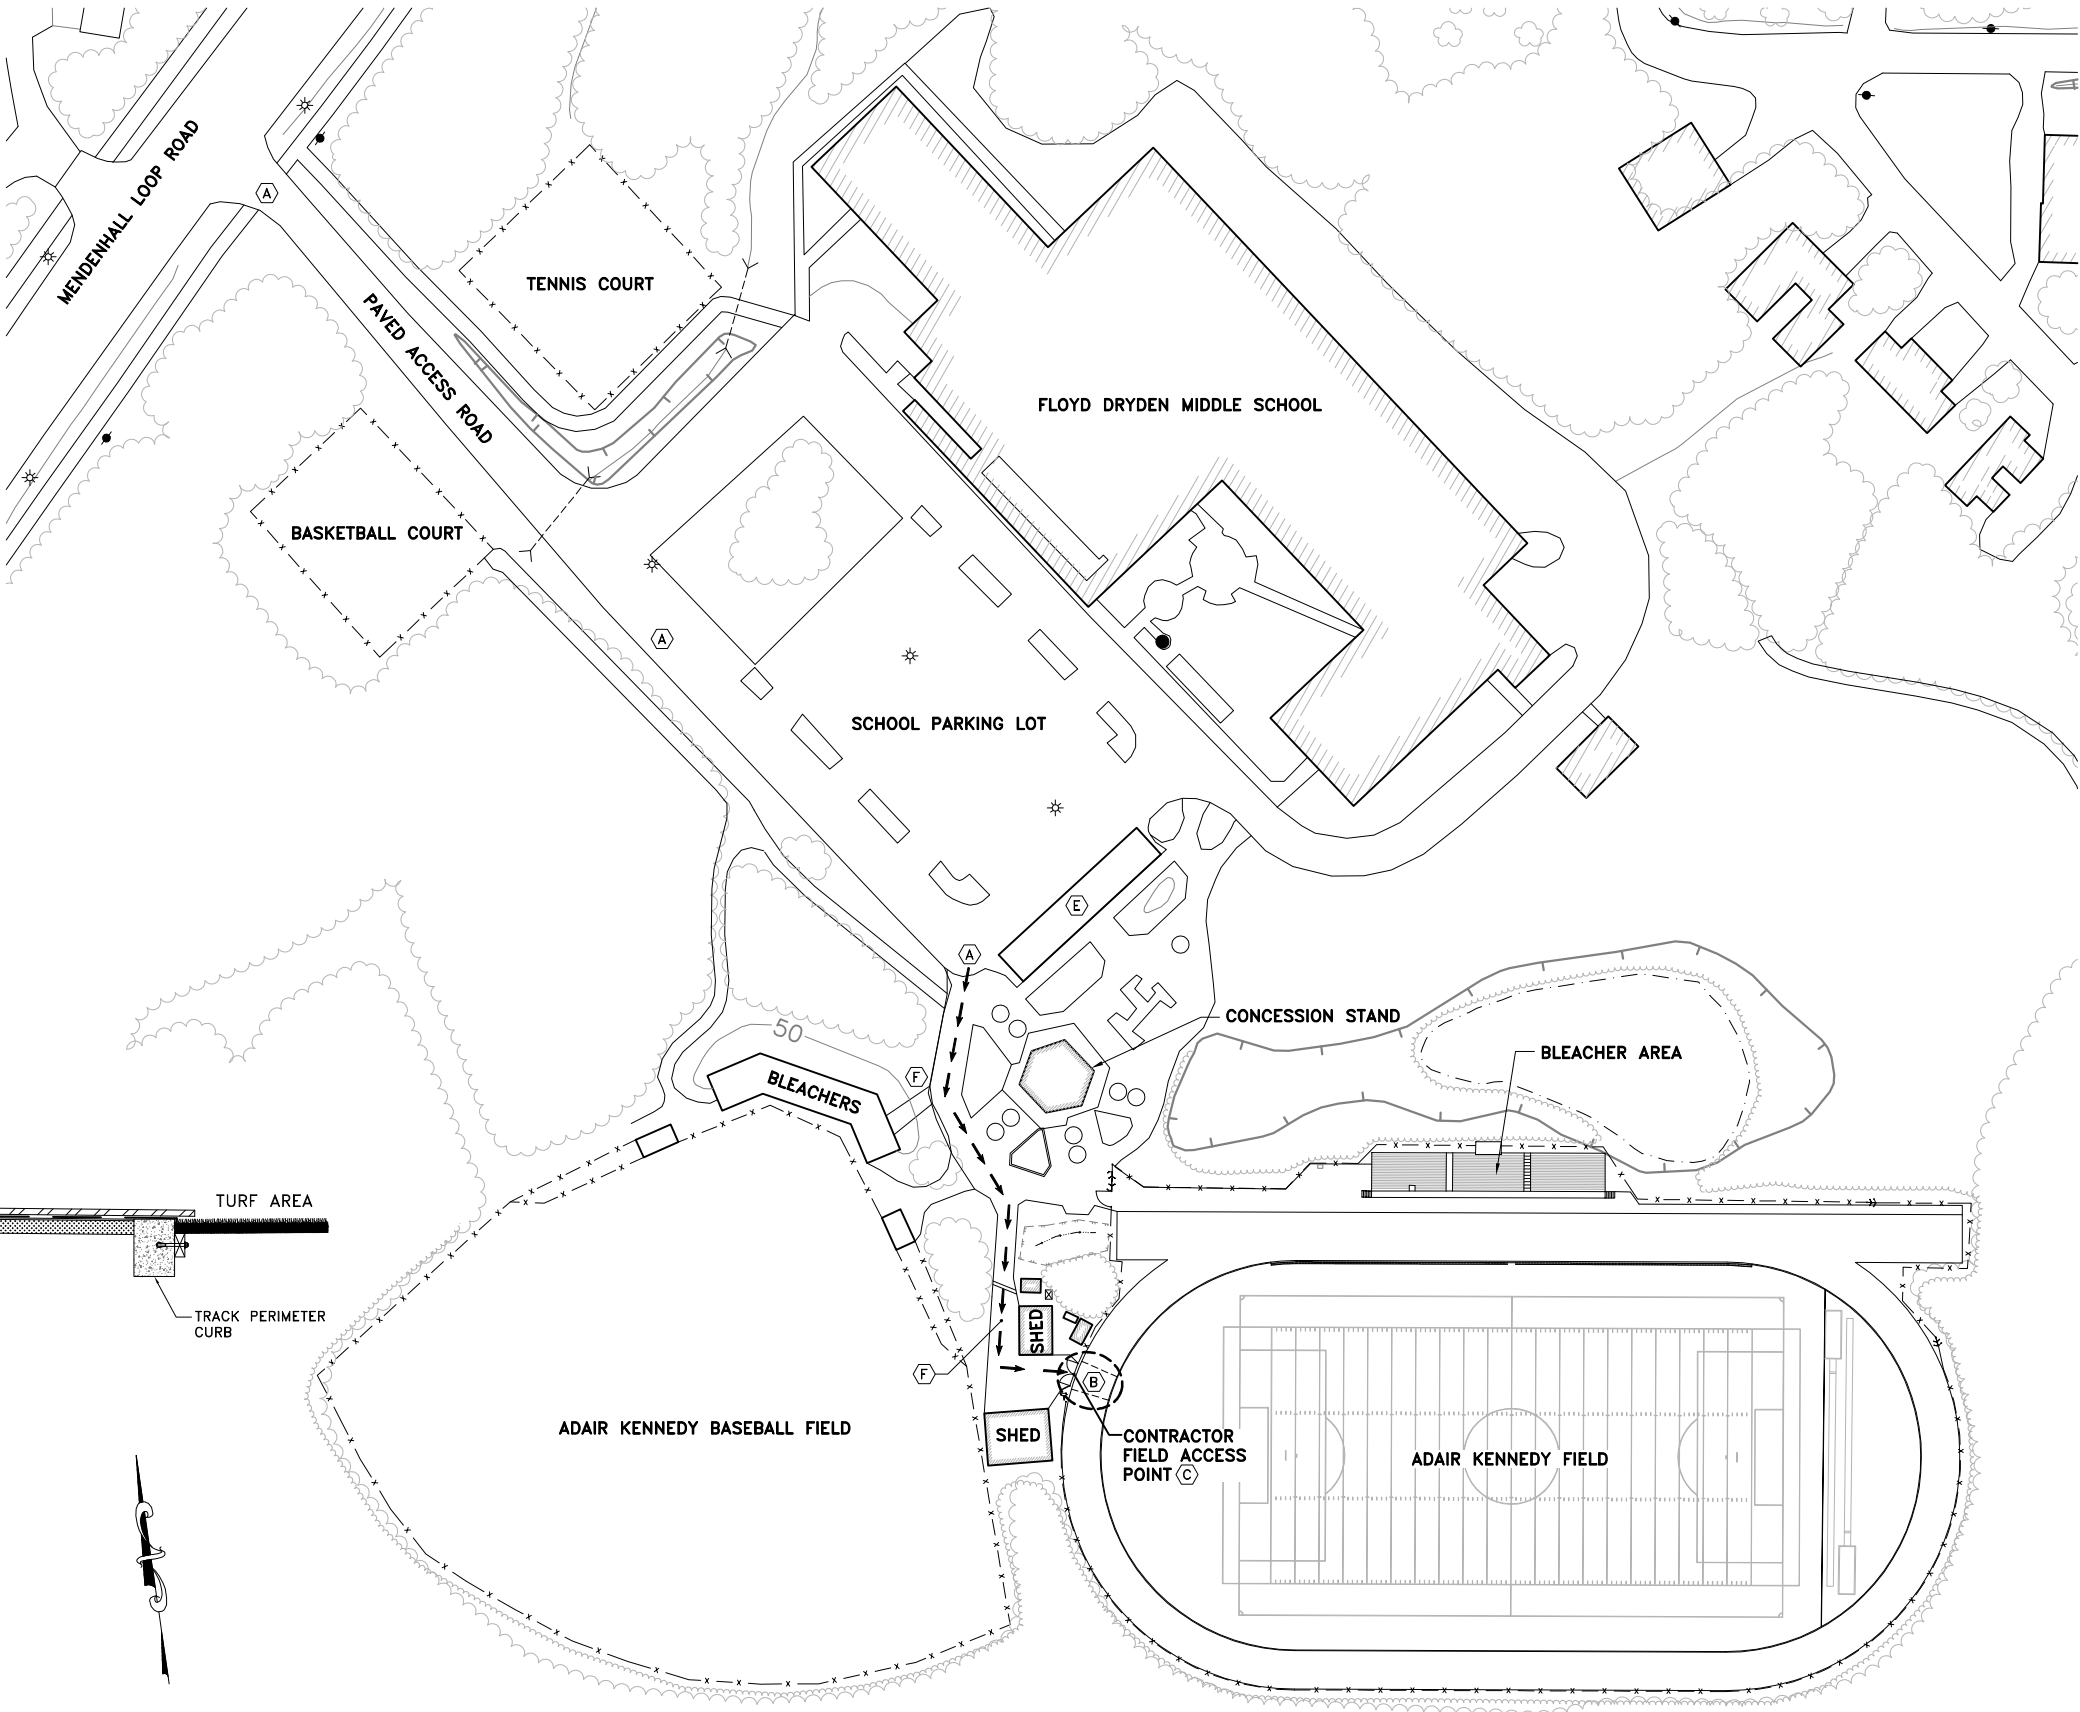 MENDENHALL LOOP ROAD
A
PAVED ACCESS ROAD
TENNIS COURT
FLOYD DRYDEN MIDDLE SCHOOL
BASKETBALL COURT
A
SCHOOL PARKING LOT
E
A
CONCESSION STAND
50
BLEACHER AREA
BLEACHERS
F
TURF AREA
TRACK PERIMETER
CURB
SHED
F
B
ADAIR KENNEDY BASEBALL FIELD
SHED
CONTRACTOR
FIELD ACCESS
POINT C
ADAIR KENNEDY FIELD